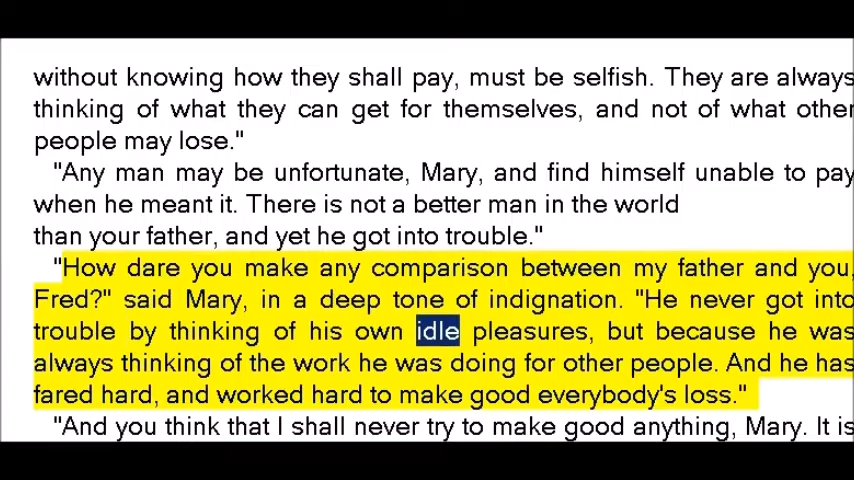 without knowing how they shall pay, must be selfish. They are always
thinking of what they can get for themselves, and not of what other
people may lose."
"Any man may be unfortunate, Mary, and find himself unable to pay
when he meant it. There is not a better man in the world
than your father, and yet he got into trouble."
"How dare you make any comparison between my father and you,
Fred?" said Mary, in a deep tone of indignation. "He never got into
trouble by thinking of his own idle pleasures, but because he was
always thinking of the work he was doing for other people. And he has
fared hard, and worked hard to make good everybody's loss."
"And you think that I shall never try to make good anything, Mary. It is